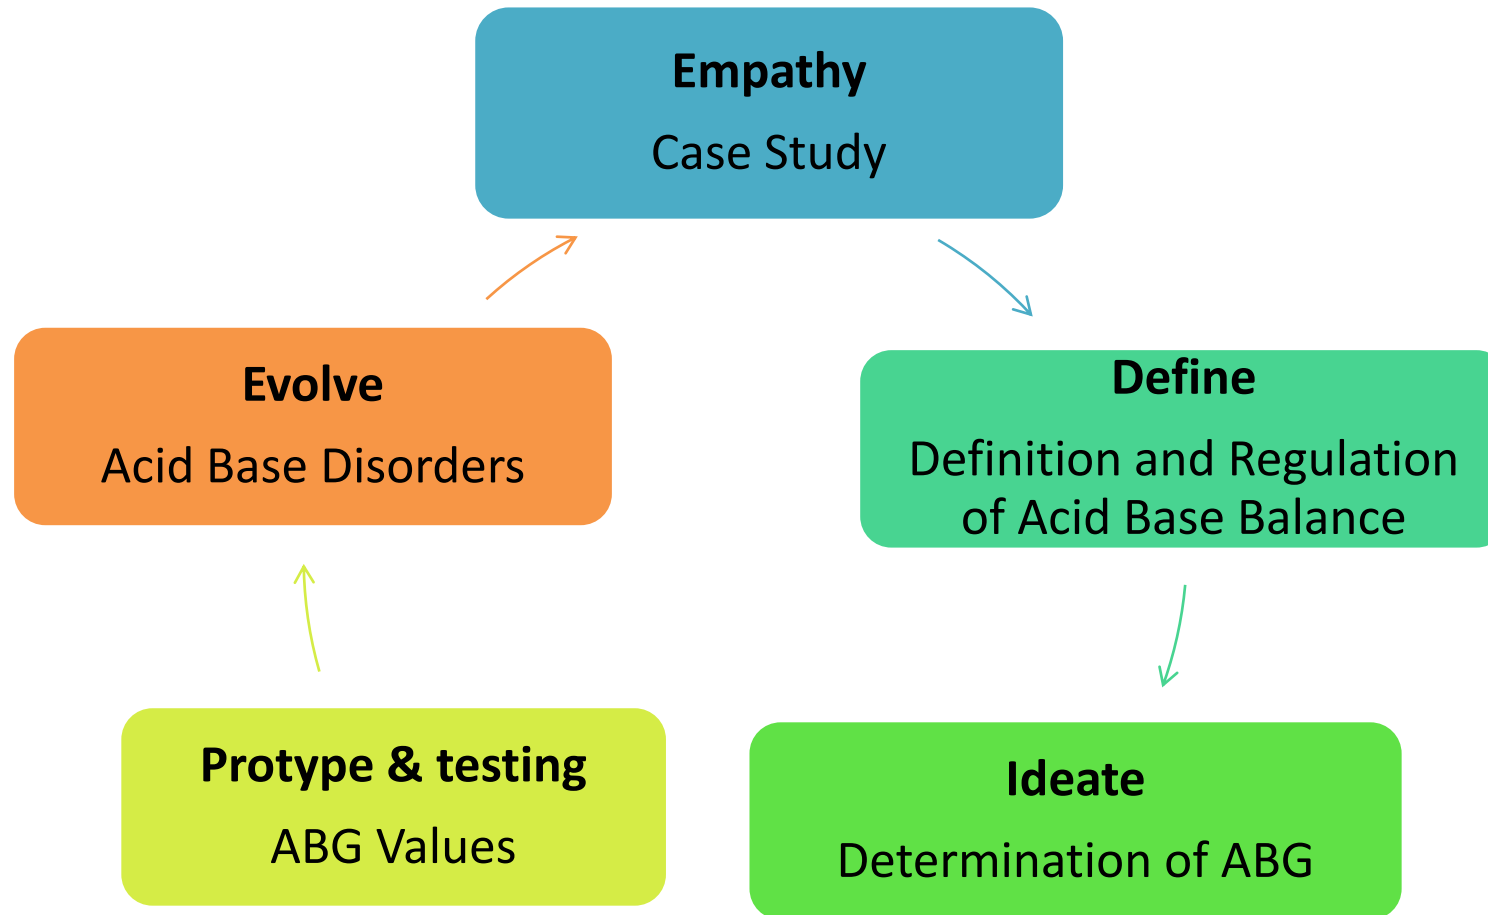 Empathy
Case Study
Evolve
Acid Base Disorders
Define
Definition and Regulation
of Acid Base Balance
Protype & testing
ABG Values
Ideate
Determination of ABG